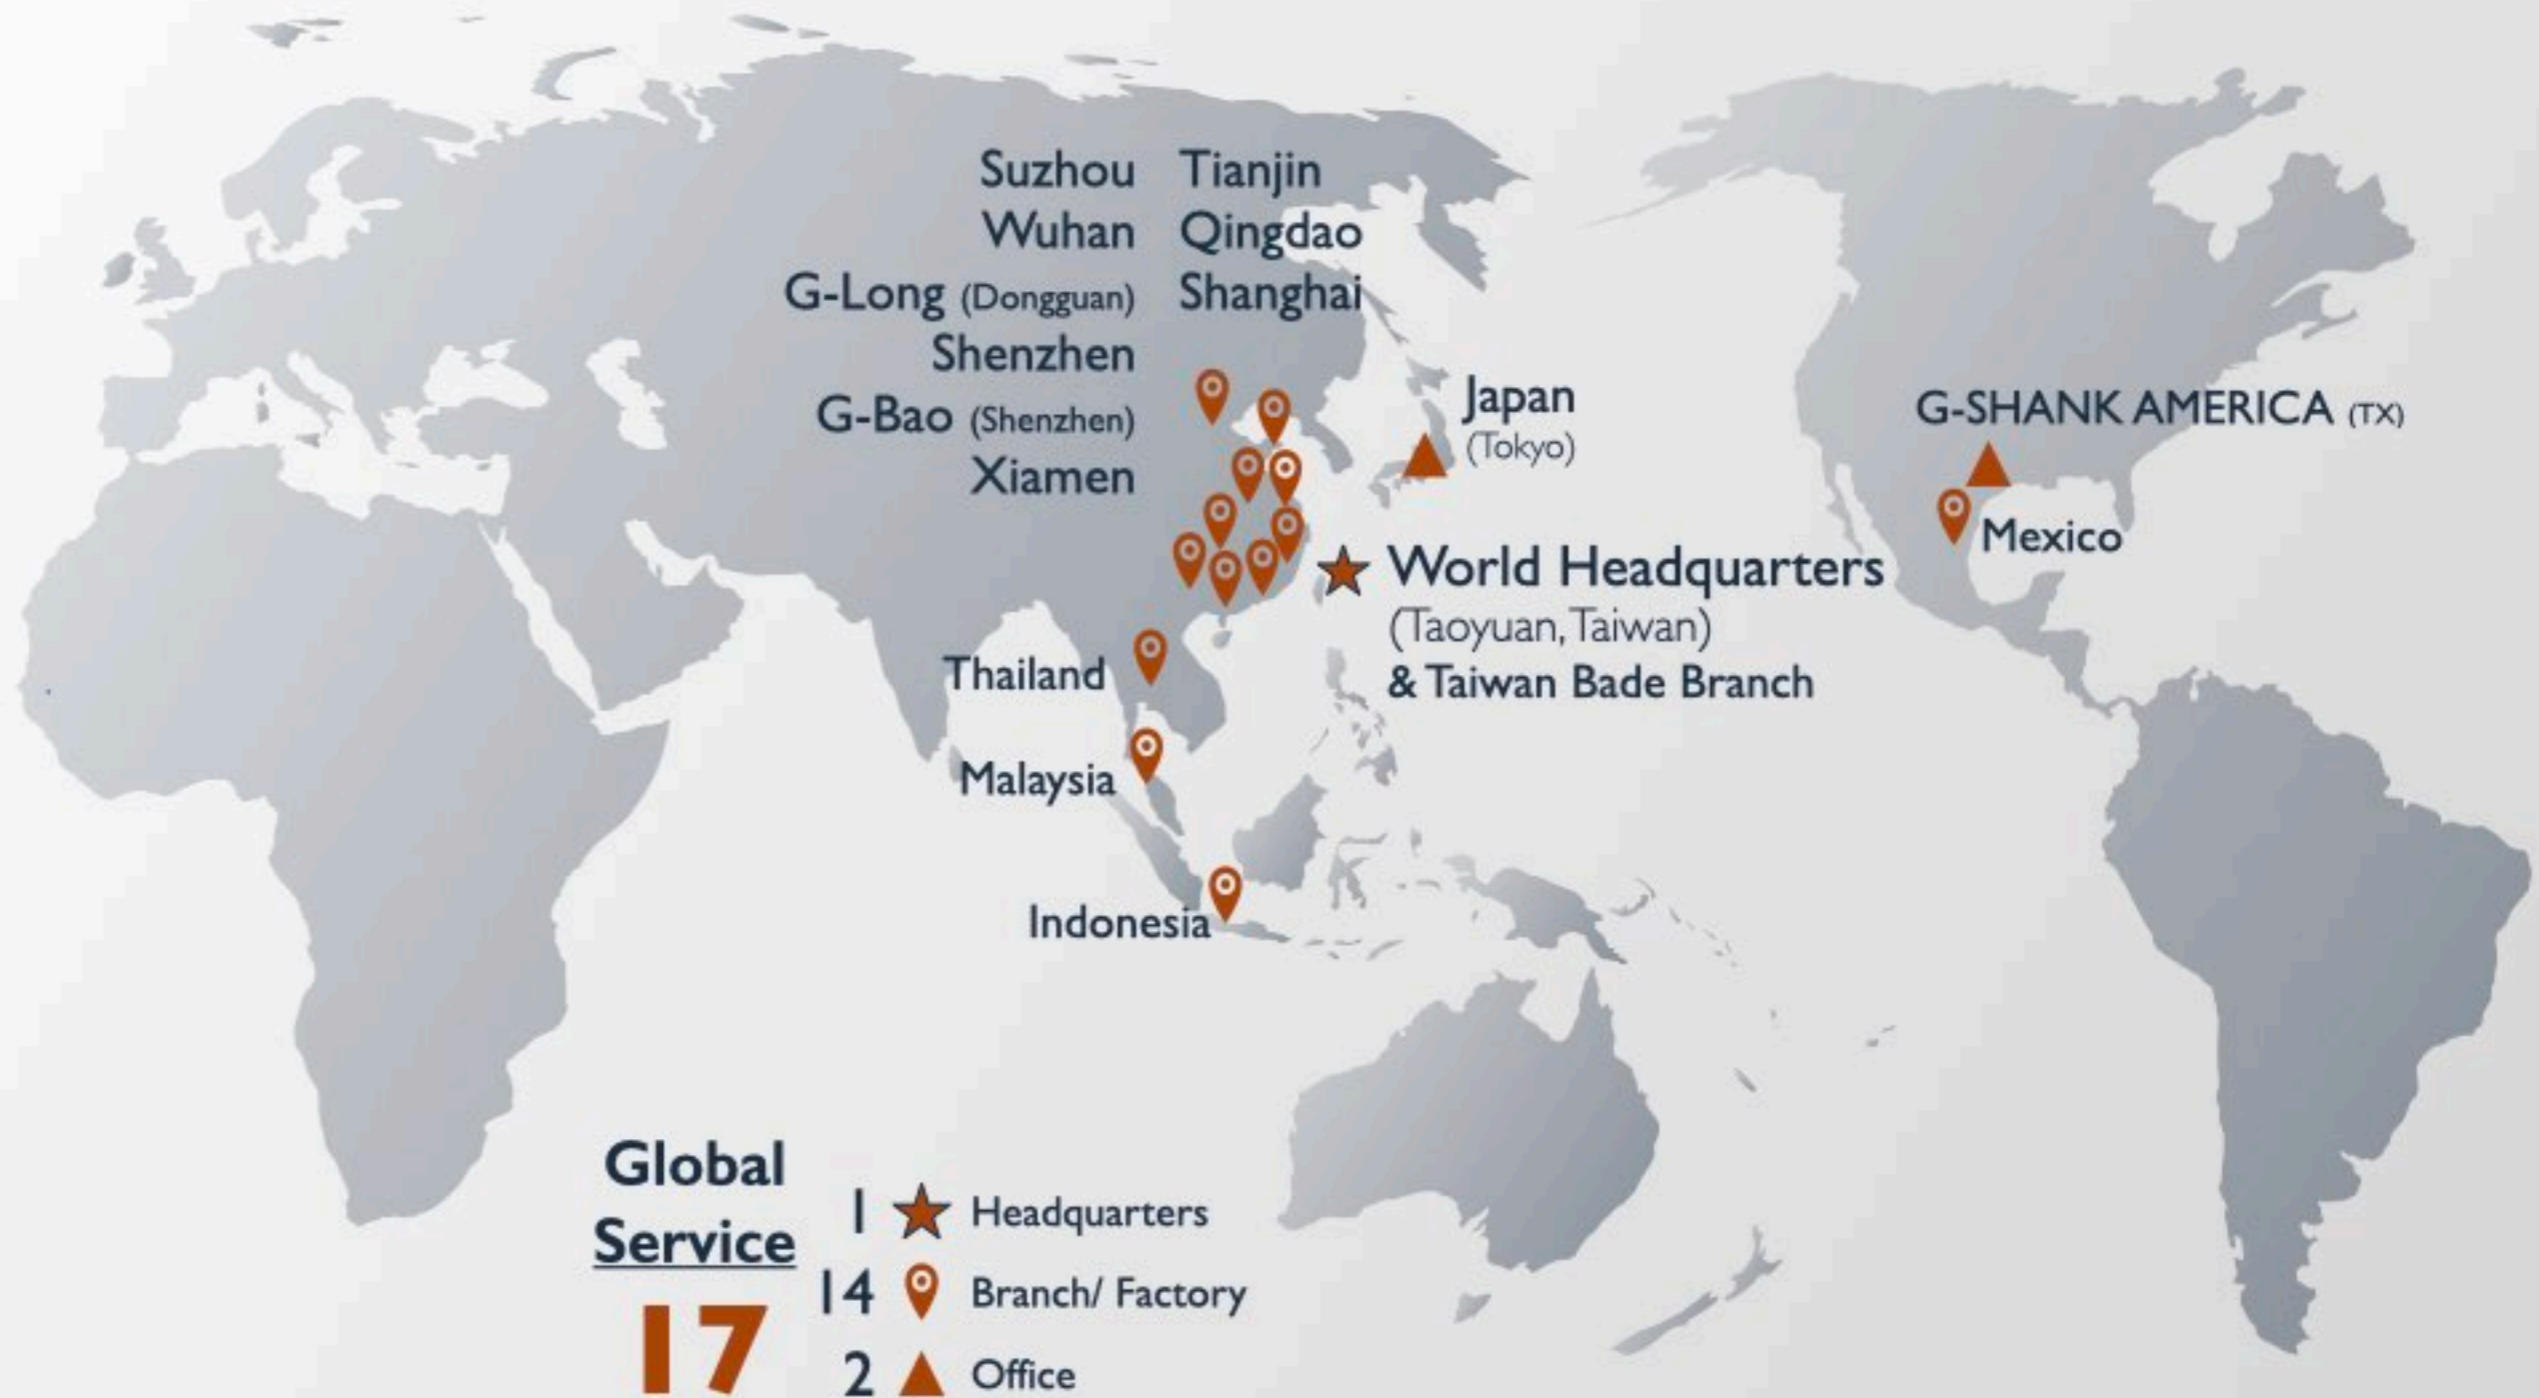 Suzhou
Wuhan
G-Long (Dongguan)
Shenzhen
G-Bao (Shenzhen)
Xiamen
Tianjin
Qingdao
Shanghai
Japan
(Tokyo)
G-SHANK AMERICA (TX)
Mexico
World Headquarters
(Taoyuan, Taiwan)
& Taiwan Bade Branch
Thailand
Malaysia
Indonesia
Global
Service
17
1 Headquarters
14 Branch/ Factory
2 Office